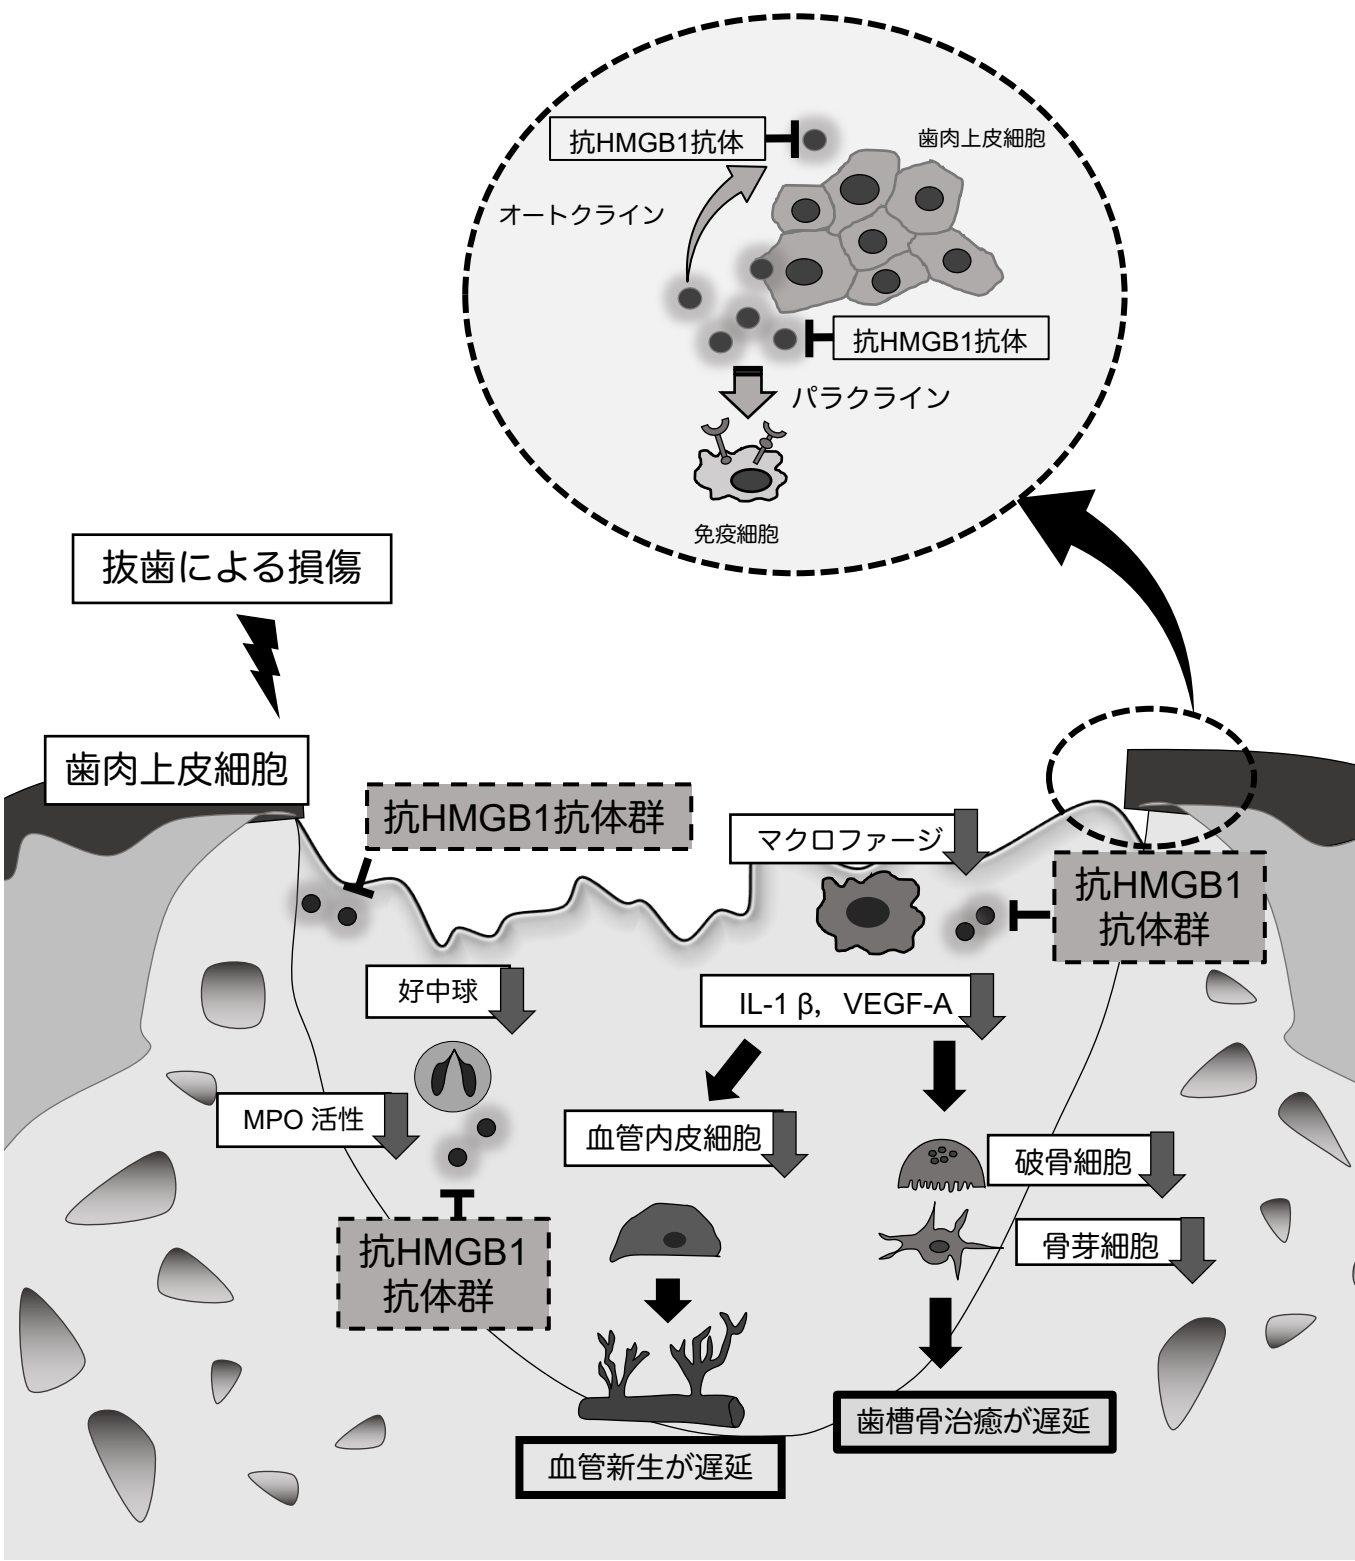 抗HMGB1抗体
歯肉上皮細胞
オートクライン
抗HMGB1抗体
パラクライン
免疫細胞
抜歯による損傷
歯肉上皮細胞
抗HMGB1抗体群
マクロファージ
抗HMGB1
抗体群
好中球
IL-1 β, VEGF-A
MPO 活性
血管内皮細胞
破骨細胞
骨芽細胞
抗HMGB1
抗体群
歯槽骨治癒が遅延
血管新生が遅延